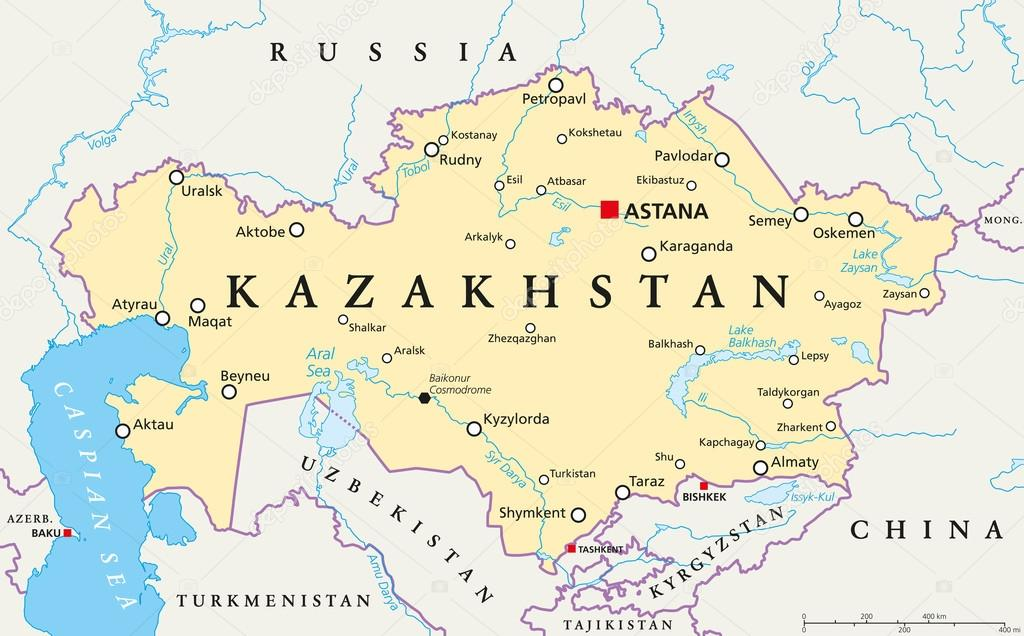 RUSSIA
Ob
Volga
Ural
Petropavl
Irtysh
Kostanay
Kokshetau
Rudny
Tobol
Pavlodar
Uralsk
Esil
Atbasar
Ekibastuz
Esil
ASTANA
Semey
Oskemen
MONG.
Aktobe
Arkalyk
Karaganda
Ural
Lake
Zaysan
KAZAKHSTAN
Zaysan
Ayagoz
Atyrau
Maqat
Shalkar
Zhezqazghan
Aral
Sea
Aralsk
Balkhash
Lake
Balkhash
Lepsy
Beyneu
Baikonur
Cosmodrome
Ili
Taldykorgan
CASPIAN SEA
Aktau
Kyzylorda
Zharkent
Kapchagay
Syr Darya
Shu
Almaty
Turkistan
Taraz
BISHKEK
Issyk-Kul
UZBEKISTAN
Shymkent
AZERB.
BAKU
TASHKENT
KYRGYZSTAN
CHINA
Amu Darya
TURKMENISTAN
TAJIKISTAN
0 200 400 km
0 200 400 mi
depositphotos